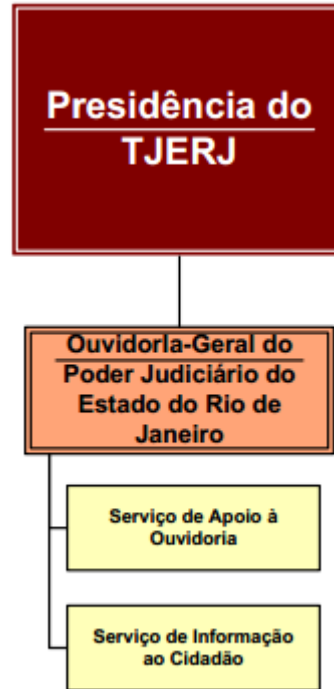 Presidência do
TJERJ
Ouvidoria-Geral do
Poder Judiciário do
Estado do Rio de
Janeiro
Serviço de Apoio à
Ouvidoria
Serviço de Informação
ao Cidadão